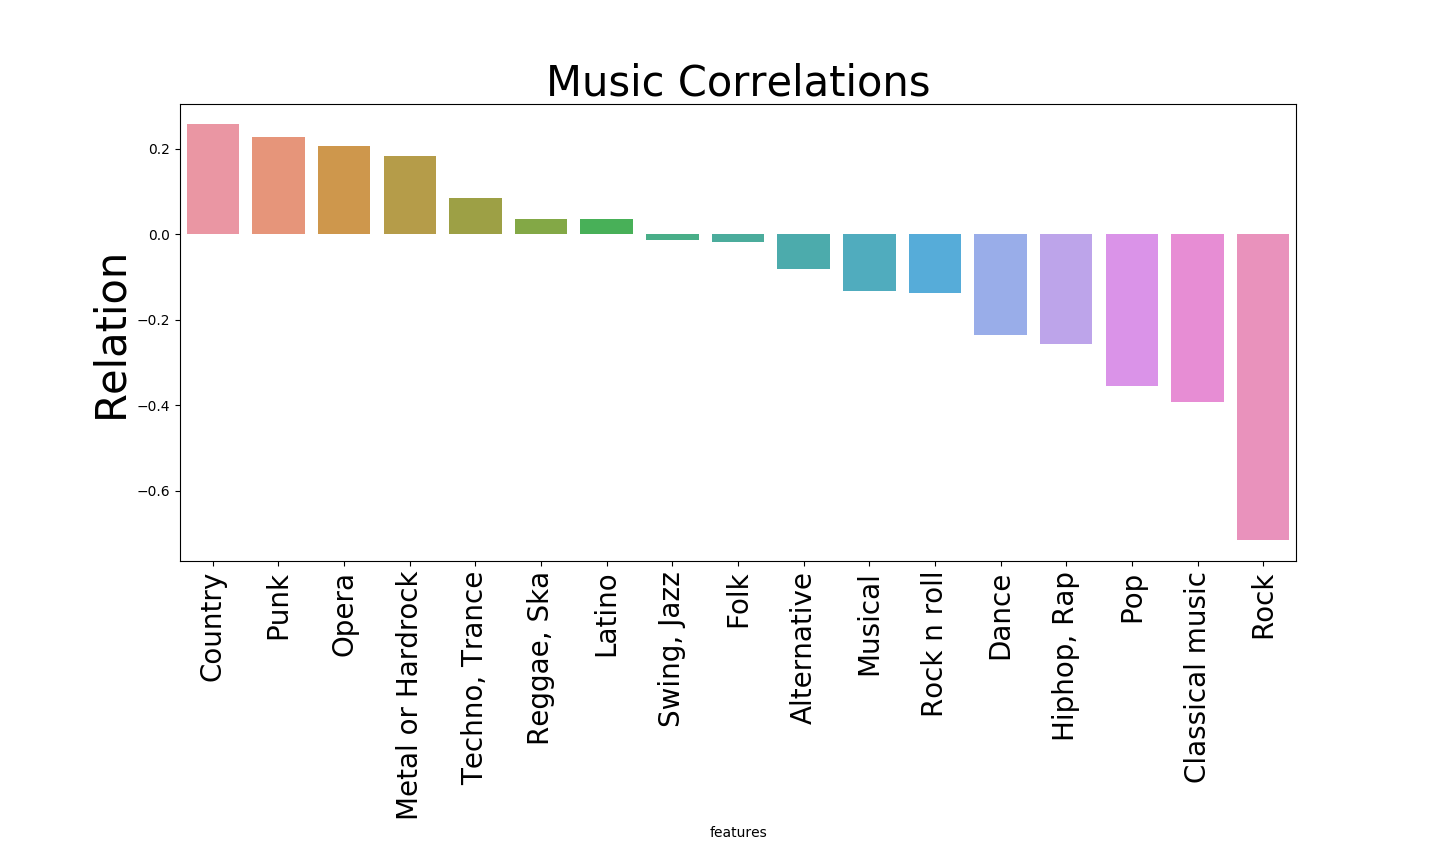 Music Correlations
Relation
0.2
0.0
−0.2
−0.4
−0.6
Country
Punk
Opera
Metal or Hardrock
Techno, Trance
Reggae, Ska
Latino
Swing, Jazz
Folk
Alternative
Musical
Rock n roll
Dance
Hiphop, Rap
Pop
Classical music
Rock
features